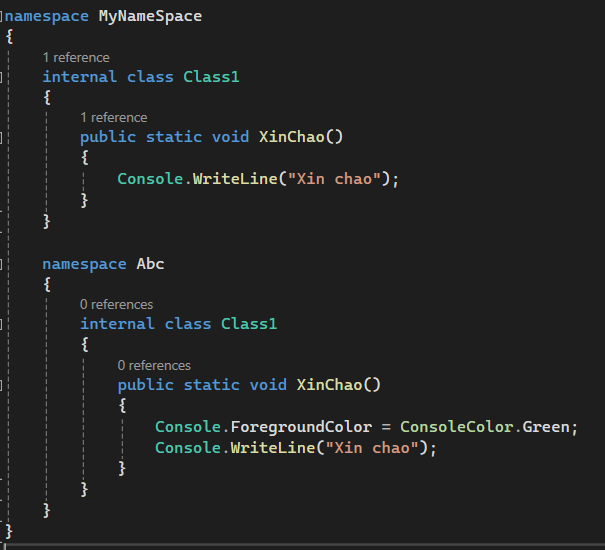 namespace MyNameSpace
{
1 reference
internal class Class1
{
1 reference
public static void XinChao()
{
Console.WriteLine("Xin chao");
}
}
namespace Abc
{
0 references
internal class Class1
{
0 references
public static void XinChao()
{
Console.ForegroundColor = ConsoleColor.Green;
Console.WriteLine("Xin chao");
}
}
}
}